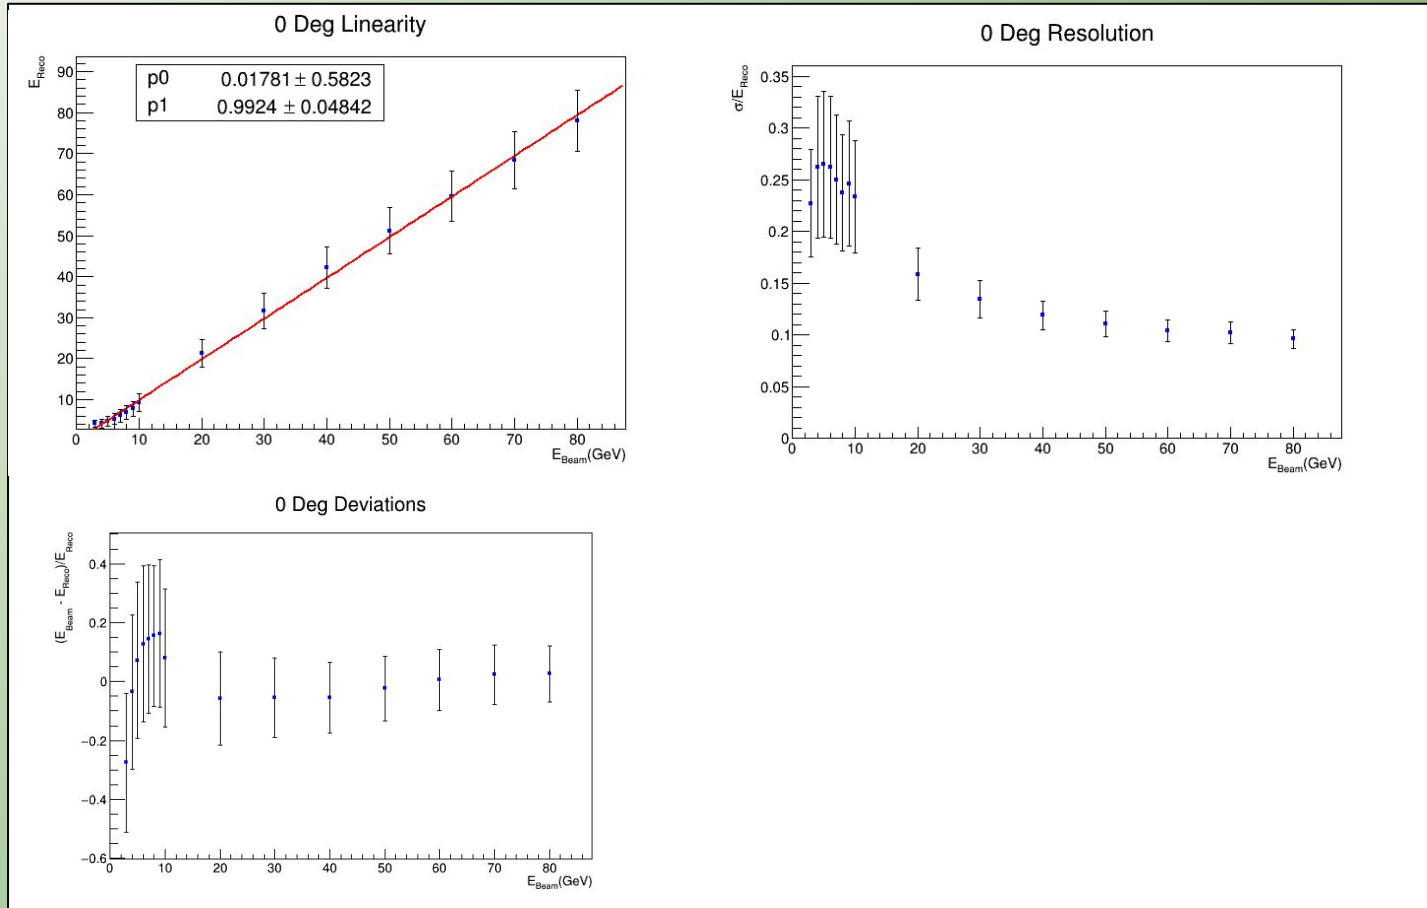 0 Deg Linearity
E_Reco
p0 0.01781 ± 0.5823
p1 0.9924 ± 0.04842
90
80
70
60
50
40
30
20
10
0 10 20 30 40 50 60 70 80
E_Beam(GeV)
0 Deg Resolution
σ/E_Reco
0.35
0.3
0.25
0.2
0.15
0.1
0.05
0
0 10 20 30 40 50 60 70 80
E_Beam(GeV)
0 Deg Deviations
(E_Beam - E_Reco)/E_Reco
0.4
0.2
0
−0.2
−0.4
−0.6
0 10 20 30 40 50 60 70 80
E_Beam(GeV)